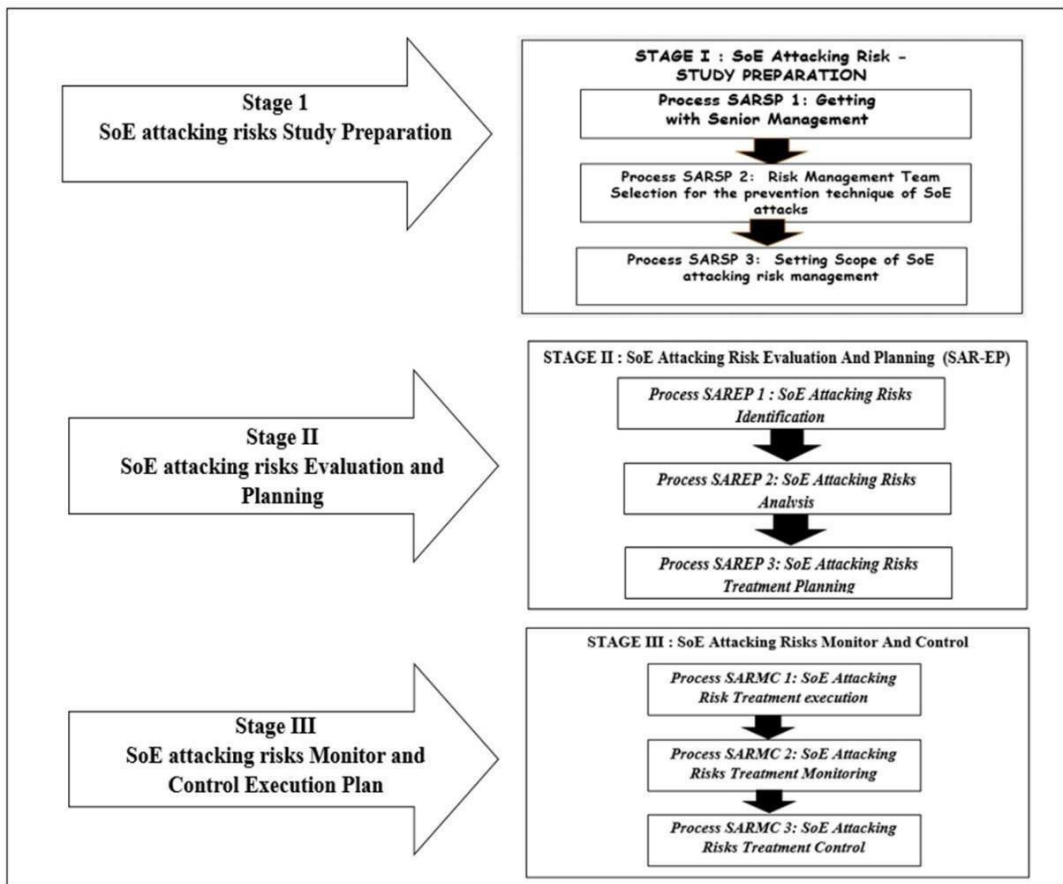 Stage 1
SoE attacking risks Study Preparation
STAGE I : SoE Attacking Risk -
STUDY PREPARATION
Process SARSP 1: Getting
with Senior Management
Process SARSP 2: Risk Management Team
Selection for the prevention technique of SoE
attacks
Process SARSP 3: Setting Scope of SoE
attacking risk management
Stage II
SoE attacking risks Evaluation and
Planning
STAGE II : SoE Attacking Risk Evaluation And Planning (SAR-EP)
Process SAREP 1 : SoE Attacking Risks
Identification
Process SAREP 2: SoE Attacking Risks
Analysis
Process SAREP 3: SoE Attacking Risks
Treatment Planning
Stage III
SoE attacking risks Monitor and
Control Execution Plan
STAGE III : SoE Attacking Risks Monitor And Control
Process SARMC 1: SoE Attacking
Risk Treatment execution
Process SARMC 2: SoE Attacking
Risks Treatment Monitoring
Process SARMC 3: SoE Attacking
Risks Treatment Control